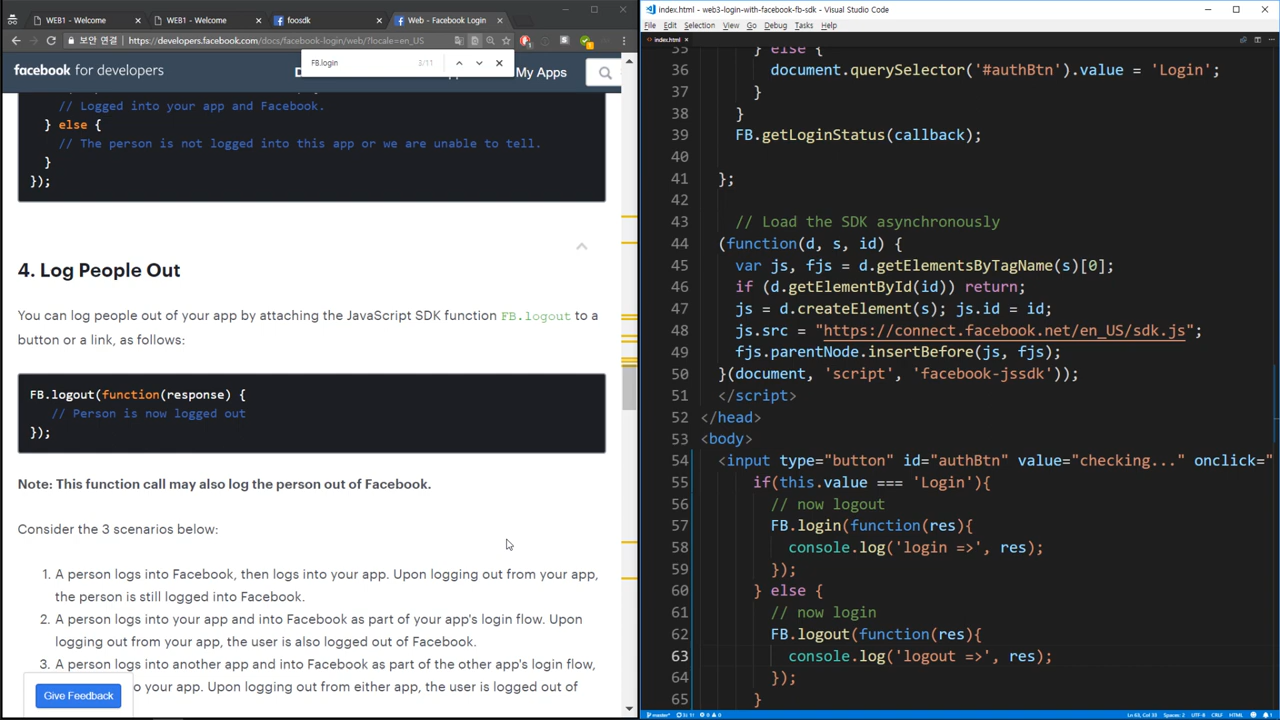 WEB1 - Welcome
WEB1 - Welcome
foosdk
Web - Facebook Login
보안 연결
https://developers.facebook.com/docs/facebook-login/web/?locale=en_US
FB.login
3/11
facebook for developers
My Apps
// Logged into your app and Facebook.
} else {
// The person is not logged into this app or we are unable to tell.
}
});
4. Log People Out
You can log people out of your app by attaching the JavaScript SDK function FB.logout to a
button or a link, as follows:
FB.logout(function(response) {
// Person is now logged out
});
Note: This function call may also log the person out of Facebook.
Consider the 3 scenarios below:
1. A person logs into Facebook, then logs into your app. Upon logging out from your app,
the person is still logged into Facebook.
2. A person logs into your app and into Facebook as part of your app's login flow. Upon
logging out from your app, the user is also logged out of Facebook.
3. A person logs into another app and into Facebook as part of the other app's login flow,
o your app. Upon logging out from either app, the user is logged out of
Give Feedback
index.html - web3-login-with-facebook-fb-sdk - Visual Studio Code
File Edit Selection View Go Debug Tasks Help
index.html
35 } else {
36 document.querySelector('#authBtn').value = 'Login';
37 }
38 }
39 FB.getLoginStatus(callback);
40
41 };
42
43 // Load the SDK asynchronously
44 (function(d, s, id) {
45 var js, fjs = d.getElementsByTagName(s)[0];
46 if (d.getElementById(id)) return;
47 js = d.createElement(s); js.id = id;
48 js.src = "https://connect.facebook.net/en_US/sdk.js";
49 fjs.parentNode.insertBefore(js, fjs);
50 }(document, 'script', 'facebook-jssdk'));
51 </script>
52 </head>
53 <body>
54 <input type="button" id="authBtn" value="checking..." onclick="
55 if(this.value === 'Login'){
56 // now logout
57 FB.login(function(res){
58 console.log('login =>', res);
59 });
60 } else {
61 // now login
62 FB.logout(function(res){
63 console.log('logout =>', res);
64 });
65 }
master*
Ln 63, Col 33 Spaces: 2 UTF-8 CRLF HTML